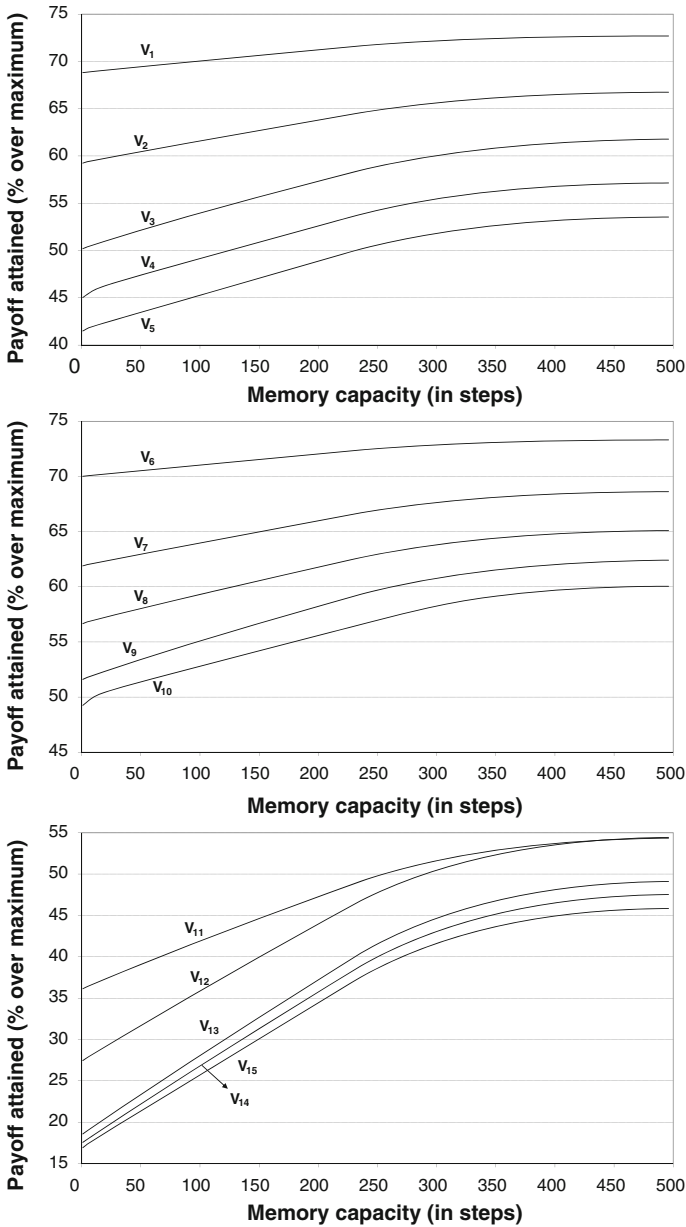 Payoff attained (% over maximum)
75
70
65
60
55
50
45
40
V1
V2
V3
V4
V5
0 50 100 150 200 250 300 350 400 450 500
Memory capacity (in steps)
Payoff attained (% over maximum)
75
70
65
60
55
50
45
V6
V7
V8
V9
V10
0 50 100 150 200 250 300 350 400 450 500
Memory capacity (in steps)
Payoff attained (% over maximum)
55
50
45
40
35
30
25
20
15
V11
V12
V13
V15
V14
0 50 100 150 200 250 300 350 400 450 500
Memory capacity (in steps)